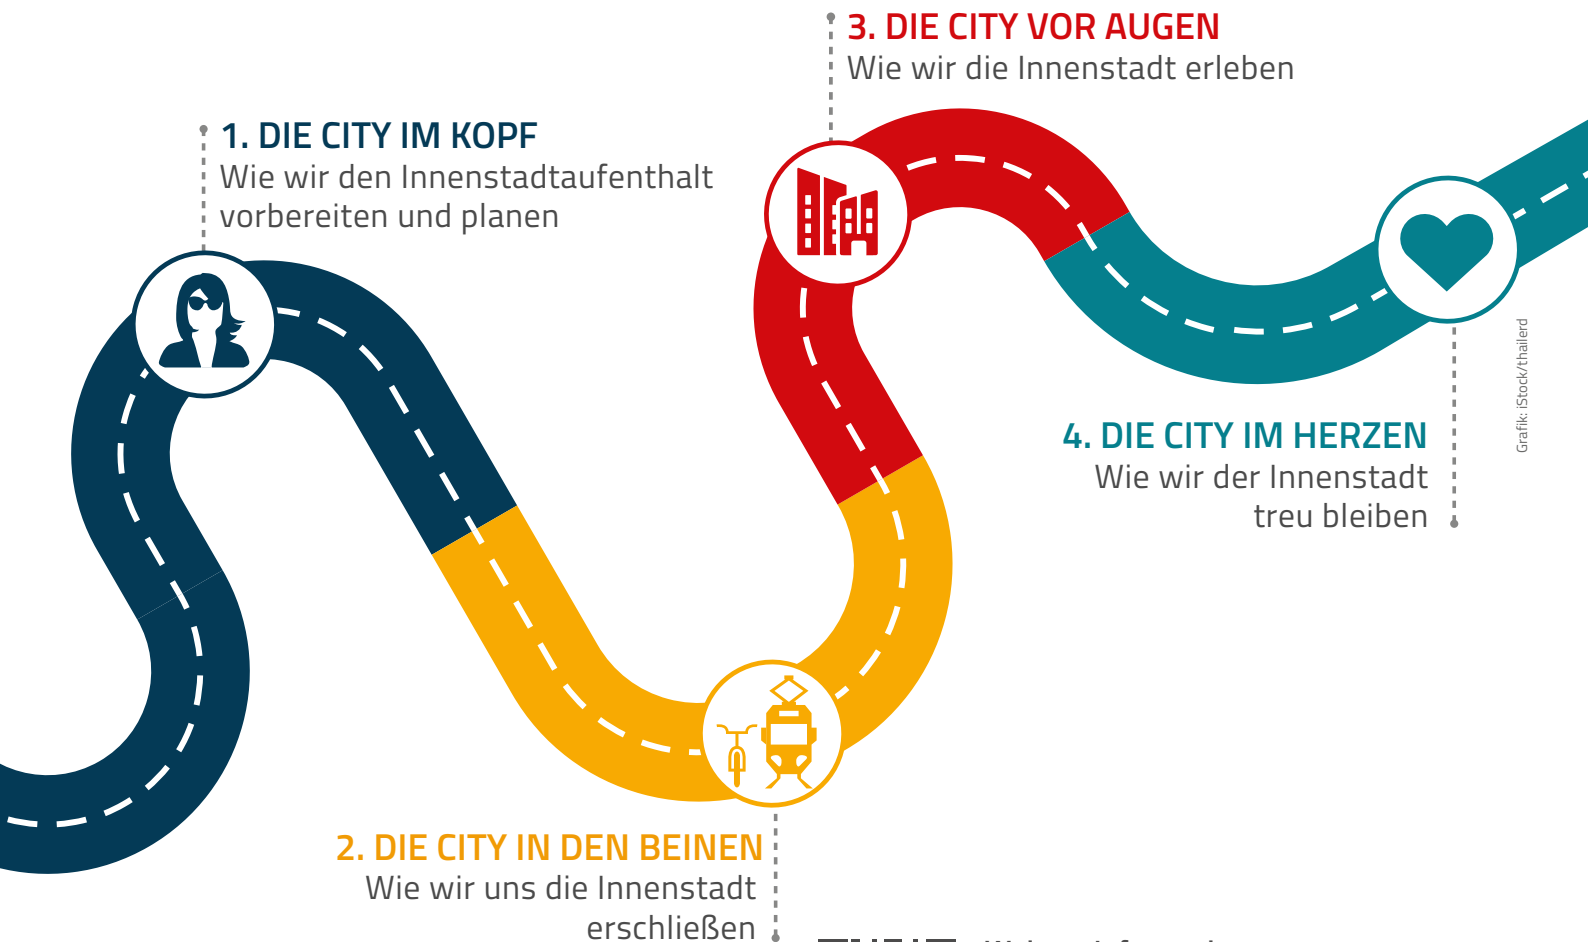 3. DIE CITY VOR AUGEN
Wie wir die Innenstadt erleben
1. DIE CITY IM KOPF
Wie wir den Innenstadtaufenthalt
vorbereiten und planen
4. DIE CITY IM HERZEN
Wie wir der Innenstadt
treu bleiben
Grafik: iStock/thailerd
2. DIE CITY IN DEN BEINEN
Wie wir uns die Innenstadt
erschließen